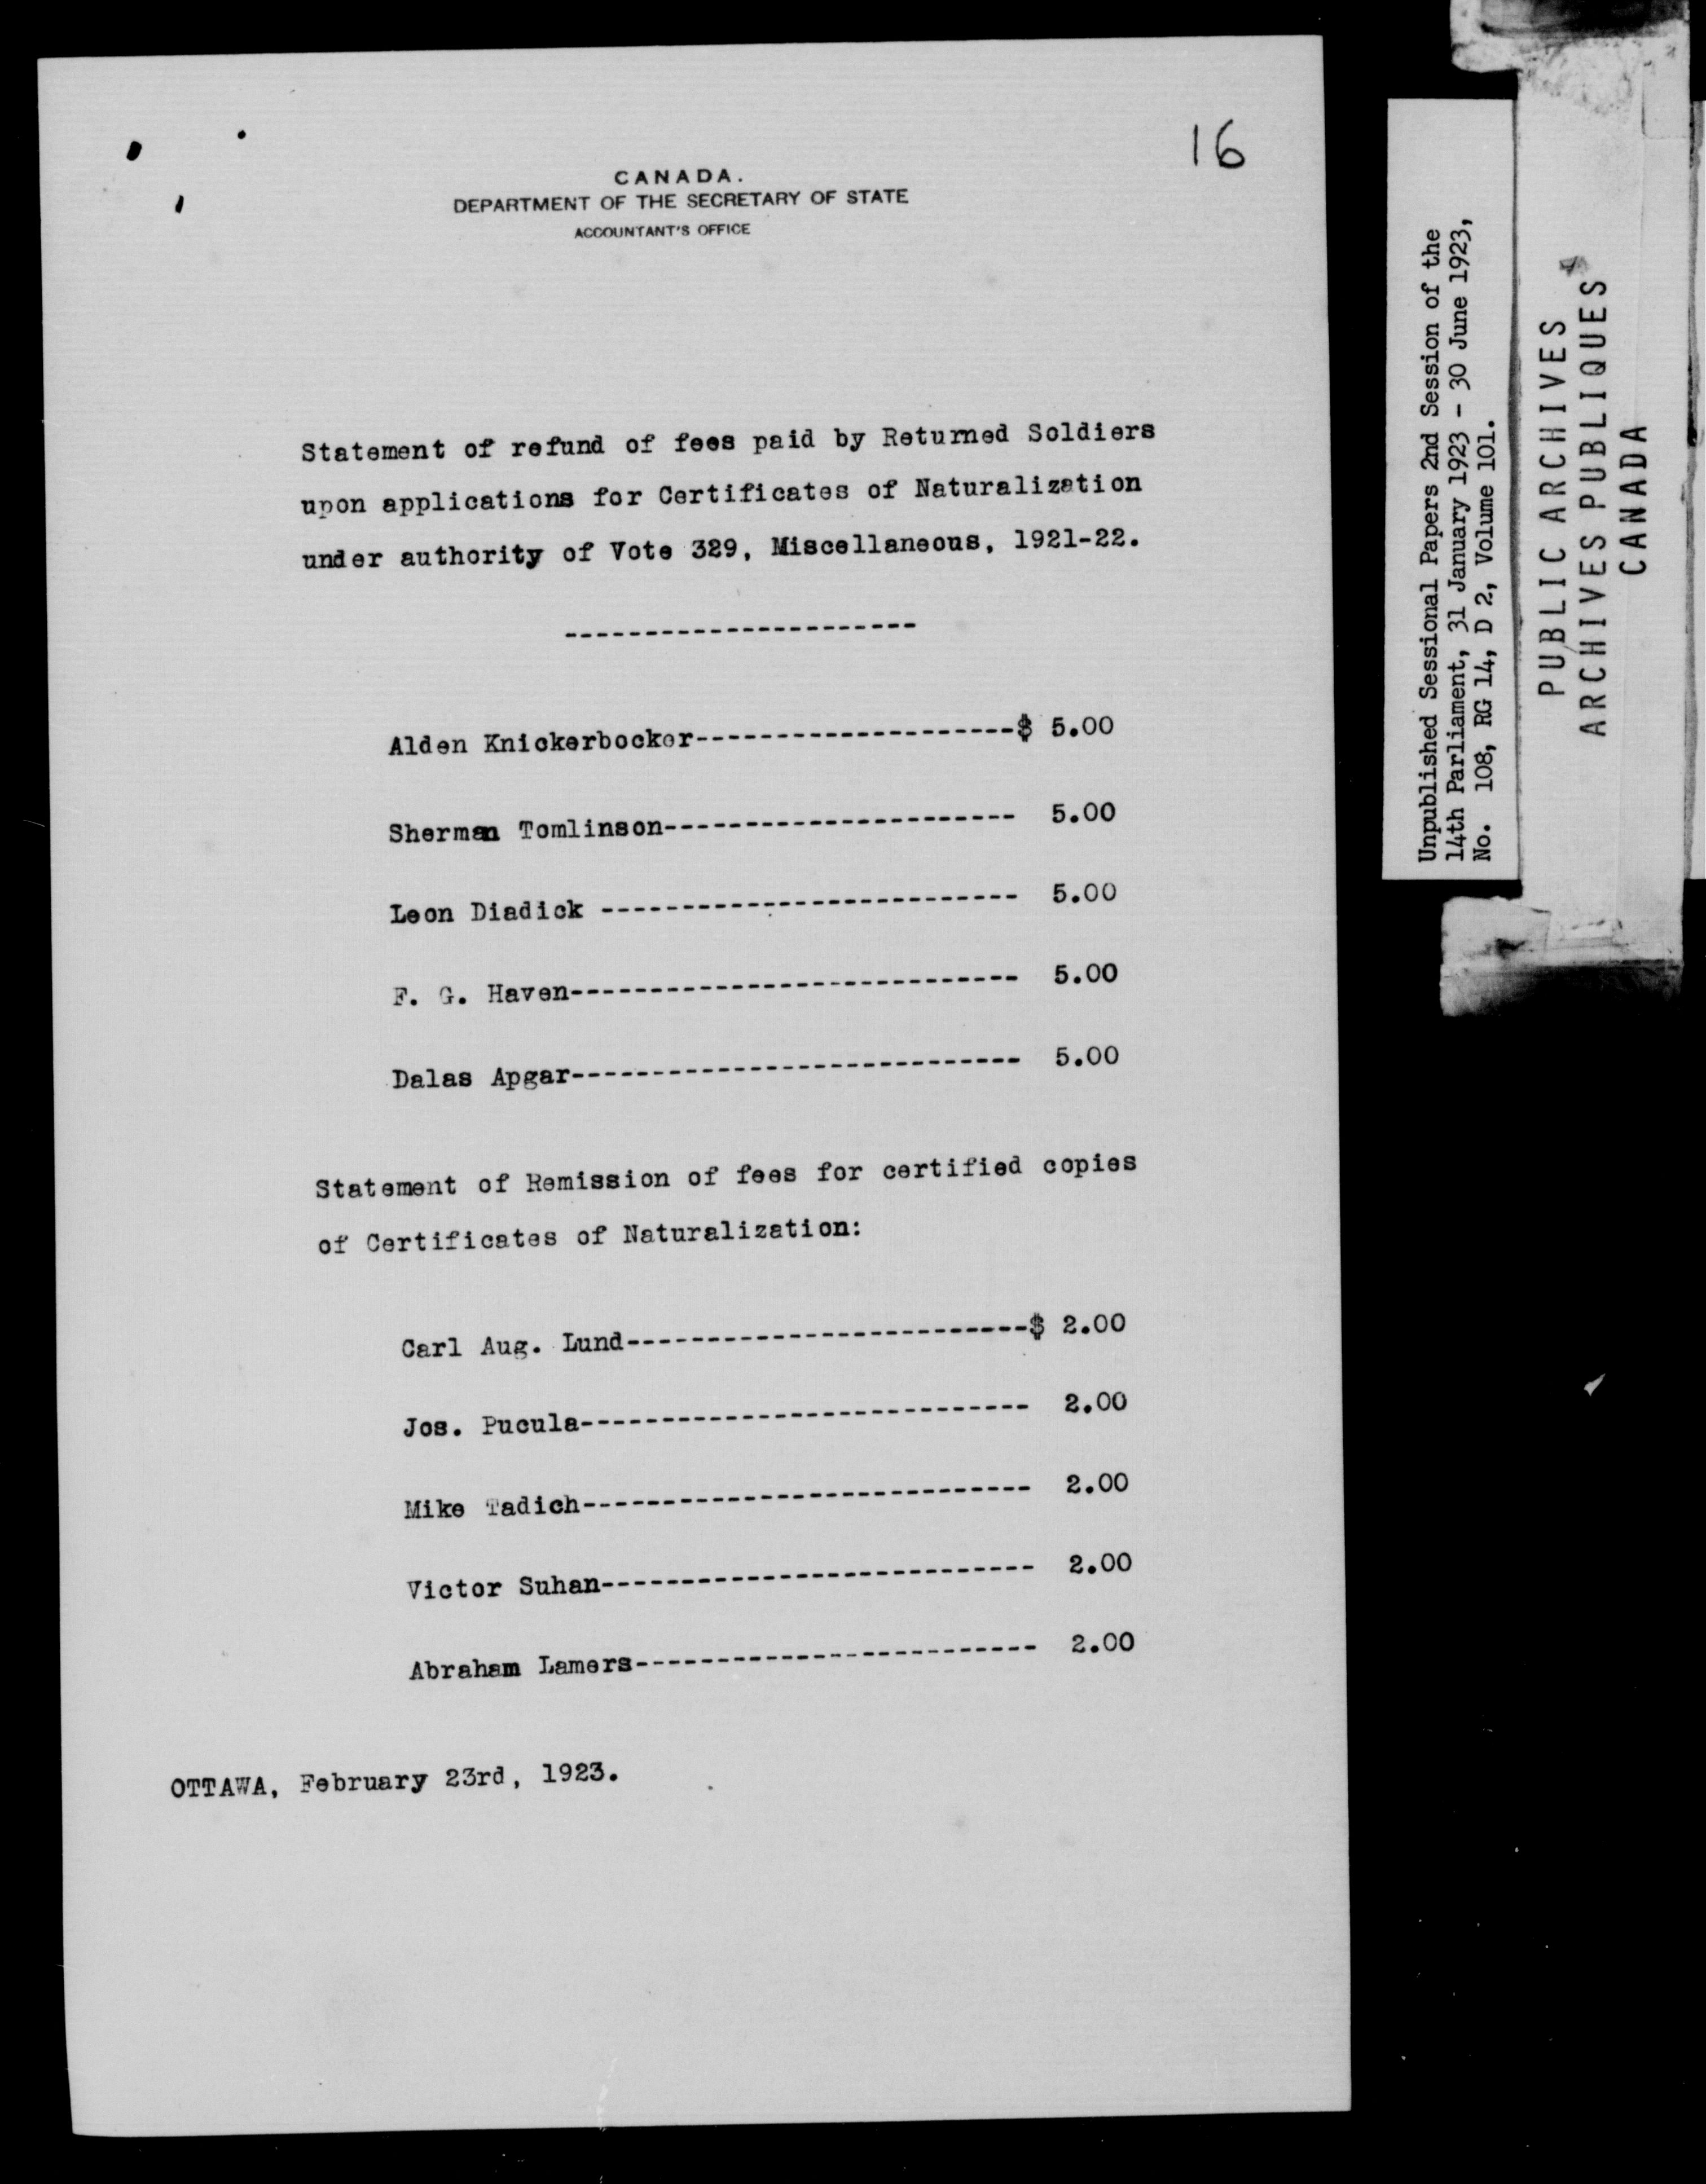 16
CANADA.
DEPARTMENT OF THE SECRETARY OF STATE
ACCOUNTANT'S OFFICE
Statement of refund of fees paid by Returned Soldiers
upon applications for Certificates of Naturalization
under authority of Vote 329, Miscellaneous, 1921-22.
----------------------
Alden Knickerbocker--------------------$ 5.00
Sherman Tomlinson---------------------- 5.00
Leon Diadick -------------------------- 5.00
F. G. Haven---------------------------- 5.00
Dalas Apgar---------------------------- 5.00
Statement of Remission of fees for certified copies
of Certificates of Naturalization:
Carl Aug. Lund-------------------------$ 2.00
Jos. Pucula---------------------------- 2.00
Mike Tadich---------------------------- 2.00
Victor Suhan--------------------------- 2.00
Abraham Lamers------------------------- 2.00
OTTAWA, February 23rd, 1923.
Unpublished Sessional Papers 2nd Session of the
14th Parliament, 31 January 1923 - 30 June 1923,
No. 108, RG 14, D 2, Volume 101.
PUBLIC ARCHIVES
ARCHIVES PUBLIQUES
CANADA